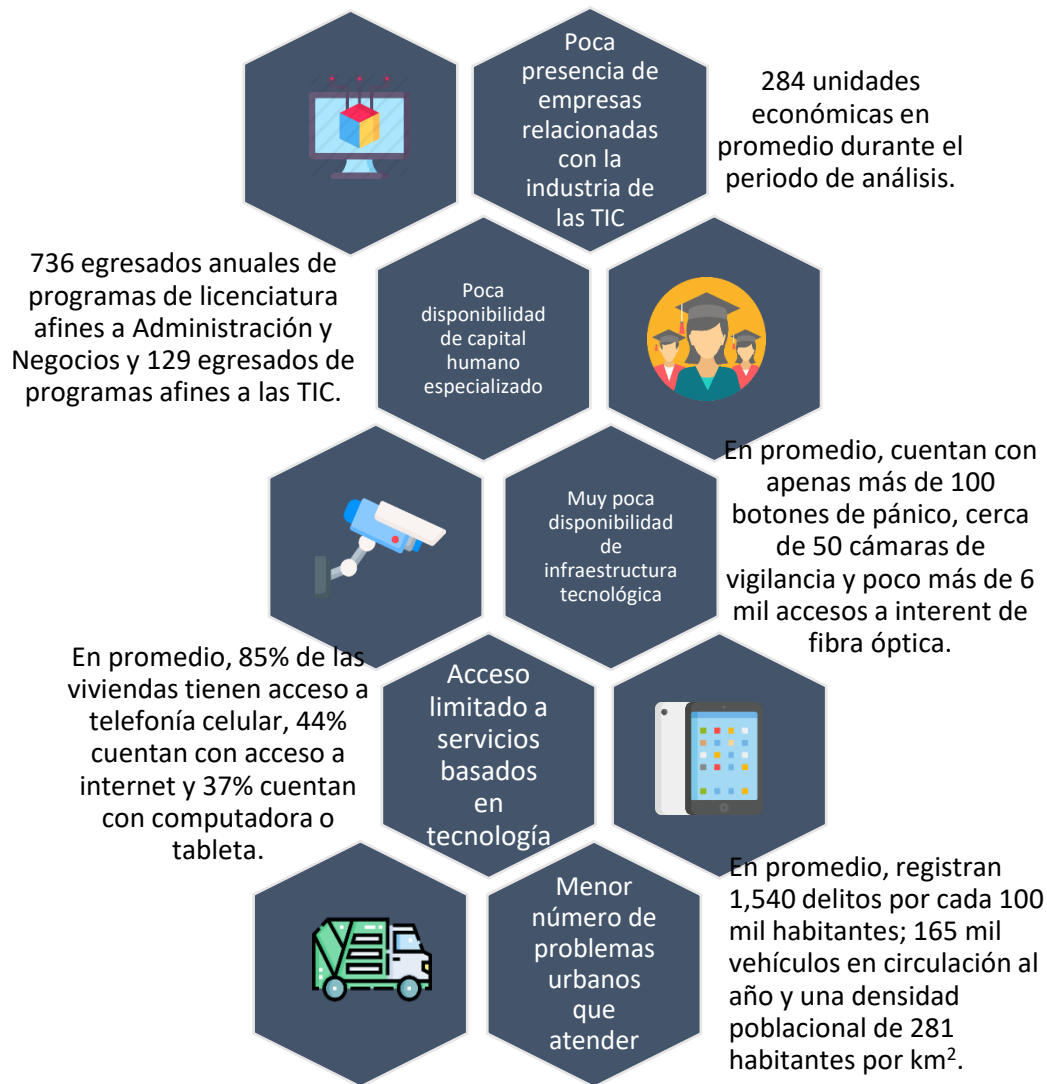 Poca
presencia de
empresas
relacionadas
con la
industria de
las TIC
284 unidades
económicas en
promedio durante el
periodo de análisis.
736 egresados anuales de
programas de licenciatura
afines a Administración y
Negocios y 129 egresados de
programas afines a las TIC.
Poca
disponibilidad
de capital
humano
especializado
Muy poca
disponibilidad
de
infraestructura
tecnológica
En promedio, cuentan con
apenas más de 100
botones de pánico, cerca
de 50 cámaras de
vigilancia y poco más de 6
mil accesos a interent de
fibra óptica.
En promedio, 85% de las
viviendas tienen acceso a
telefonía celular, 44%
cuentan con acceso a
internet y 37% cuentan
con computadora o
tableta.
Acceso
limitado a
servicios
basados
en
tecnología
Menor
número de
problemas
urbanos
que
atender
En promedio, registran
1,540 delitos por cada 100
mil habitantes; 165 mil
vehículos en circulación al
año y una densidad
poblacional de 281
habitantes por km².